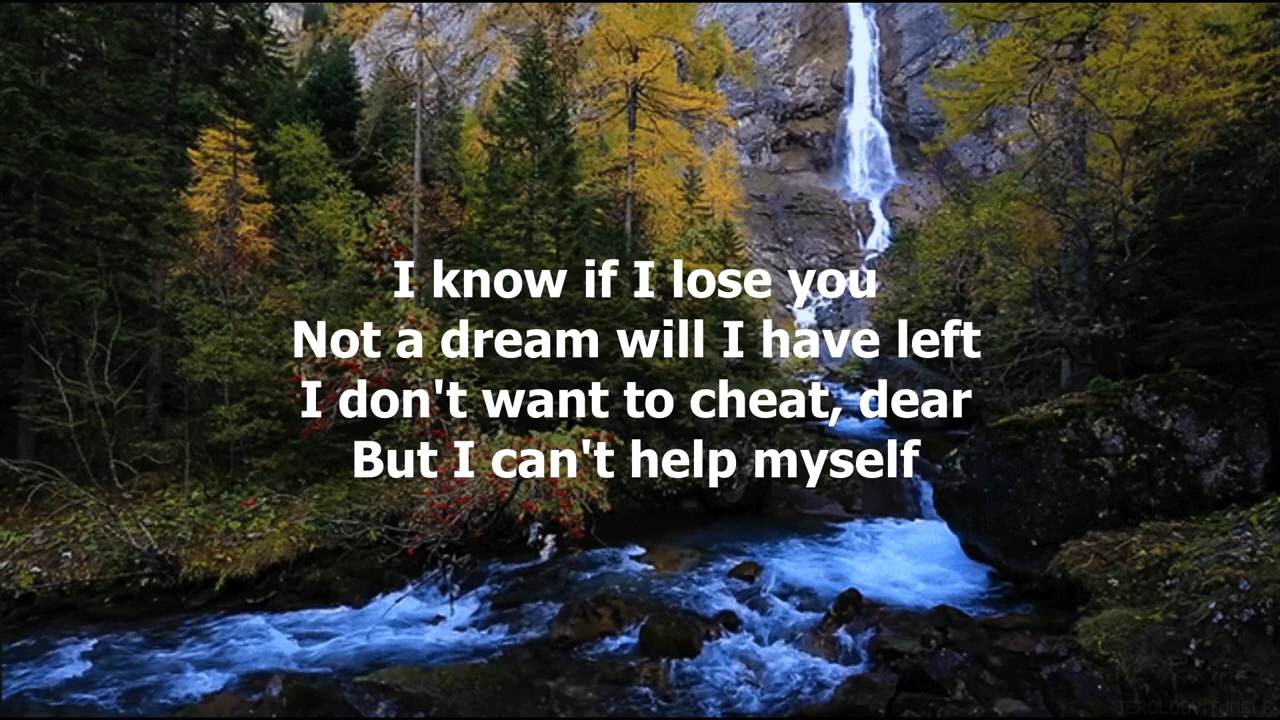 I know if I lose you
Not a dream will I have left
I don't want to cheat, dear
But I can't help myself